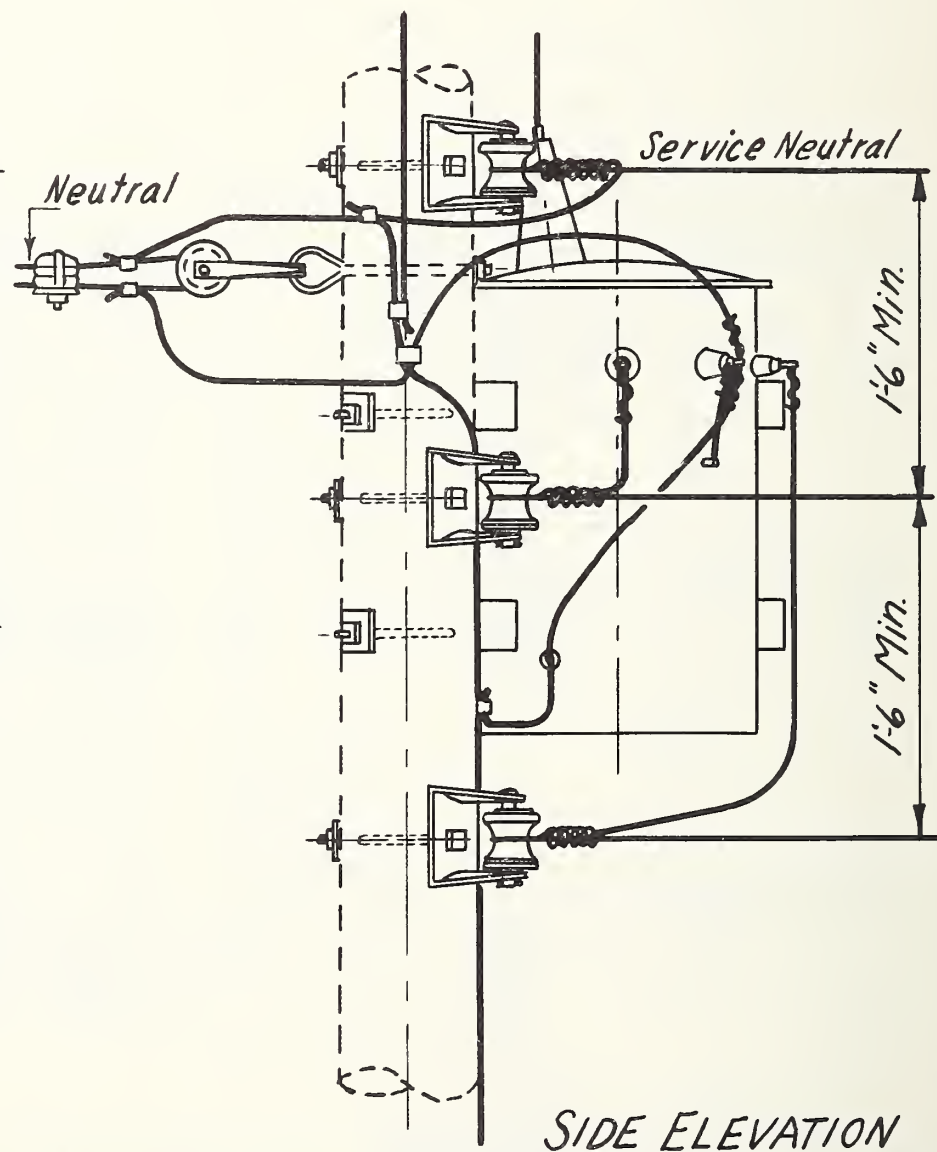 Service Neutral
Neutral
1'-6" Min.
1'-6" Min.
SIDE ELEVATION